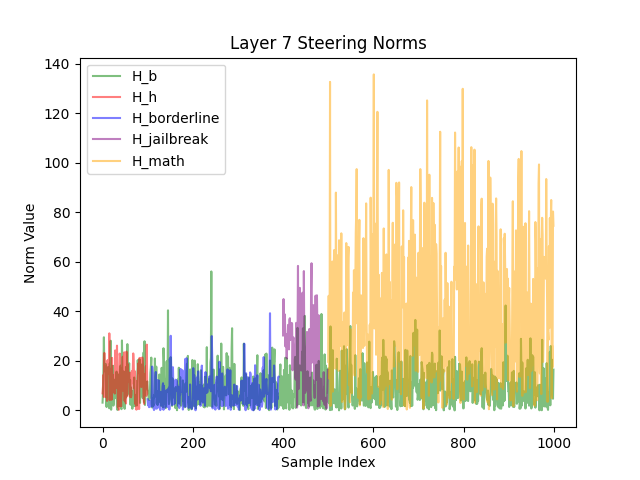 Layer 7 Steering Norms
Norm Value
140
120
100
80
60
40
20
0
H_b
H_h
H_borderline
H_jailbreak
H_math
0 200 400 600 800 1000
Sample Index